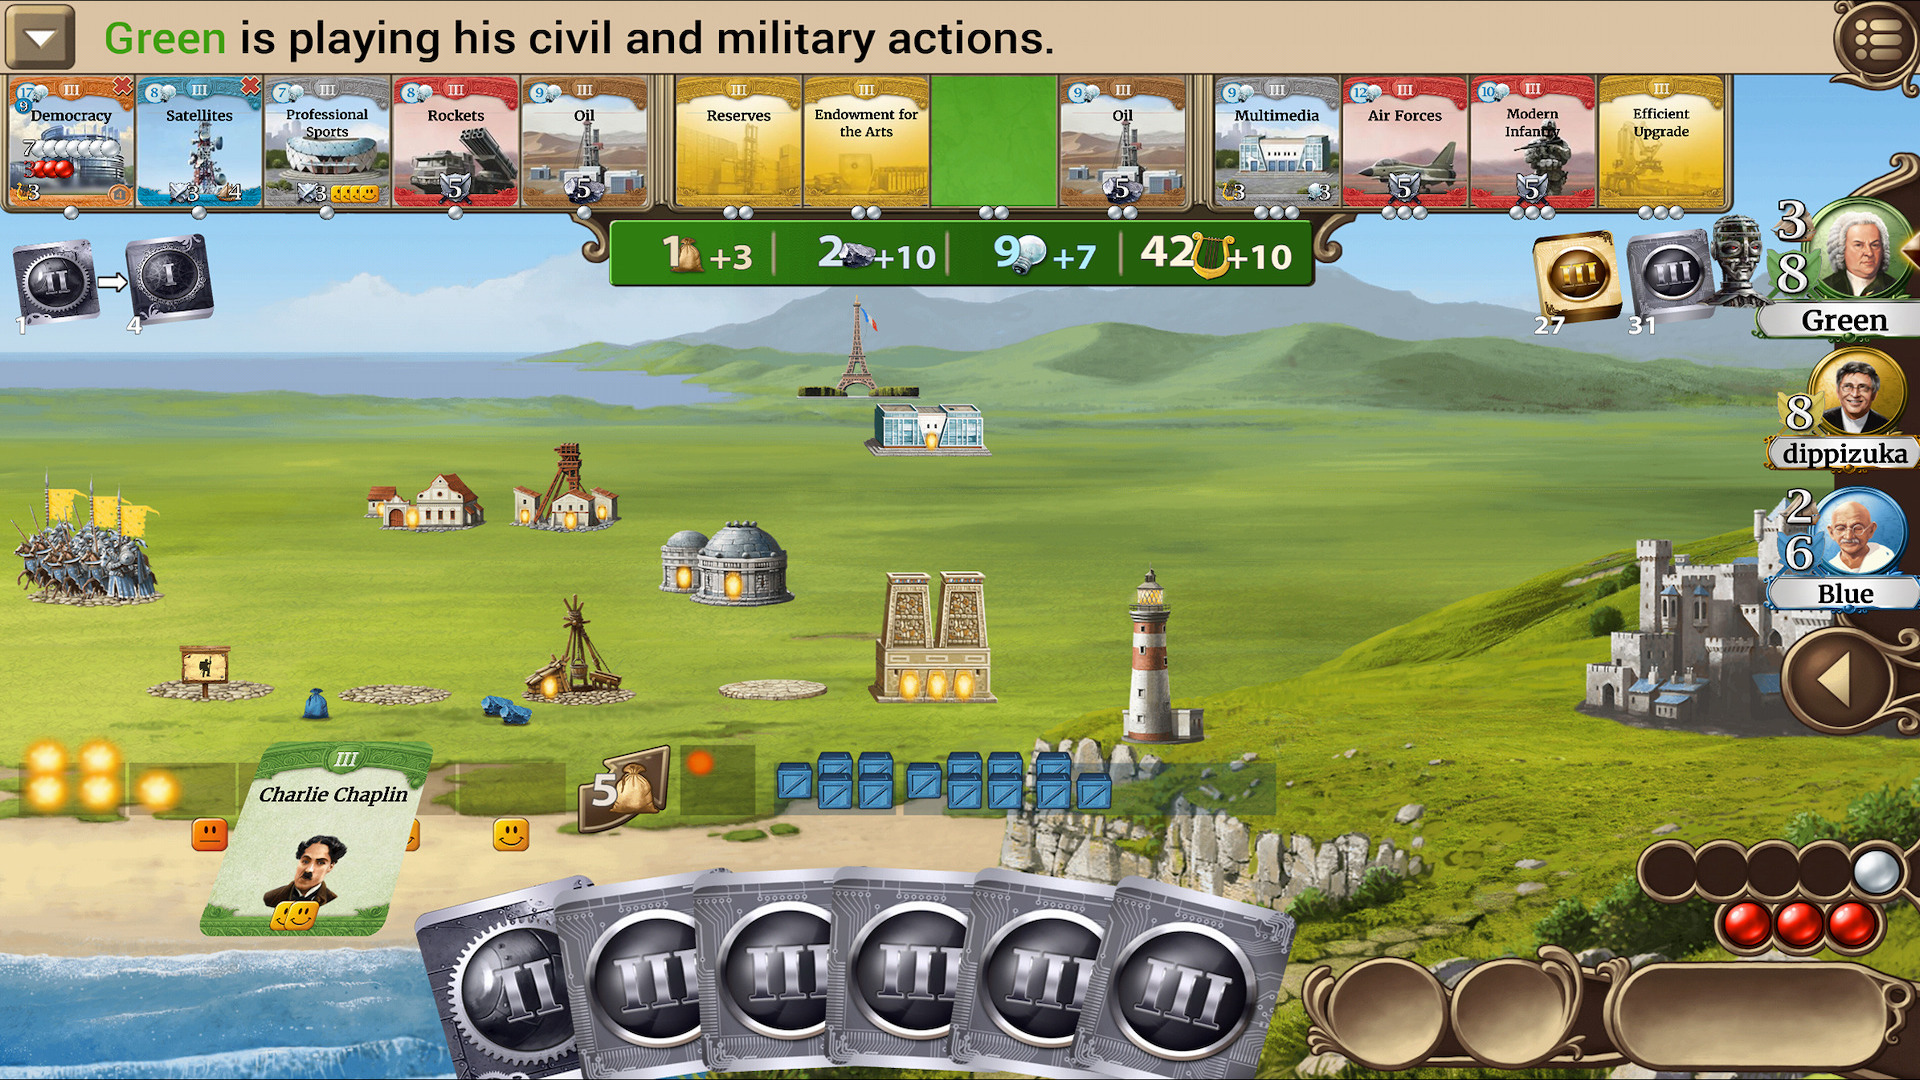 Green is playing his civil and military actions.
17 III
9
Democracy
7
3
3
8 III
Satellites
3 4
7 III
Professional
Sports
3
8 III
Rockets
5
9 III
Oil
5
III
Reserves
III
Endowment for
the Arts
9 III
Oil
5
9 III
Multimedia
3 3
12 III
Air Forces
5
10 III
Modern
Infantry
5
III
Efficient
Upgrade
1 +3 2 +10 9 +7 42 +10
II
1
I
4
III
27
III
31
3
8
Green
8
dippizuka
2
6
Blue
III
Charlie Chaplin
5
II
III
III
III
III
III